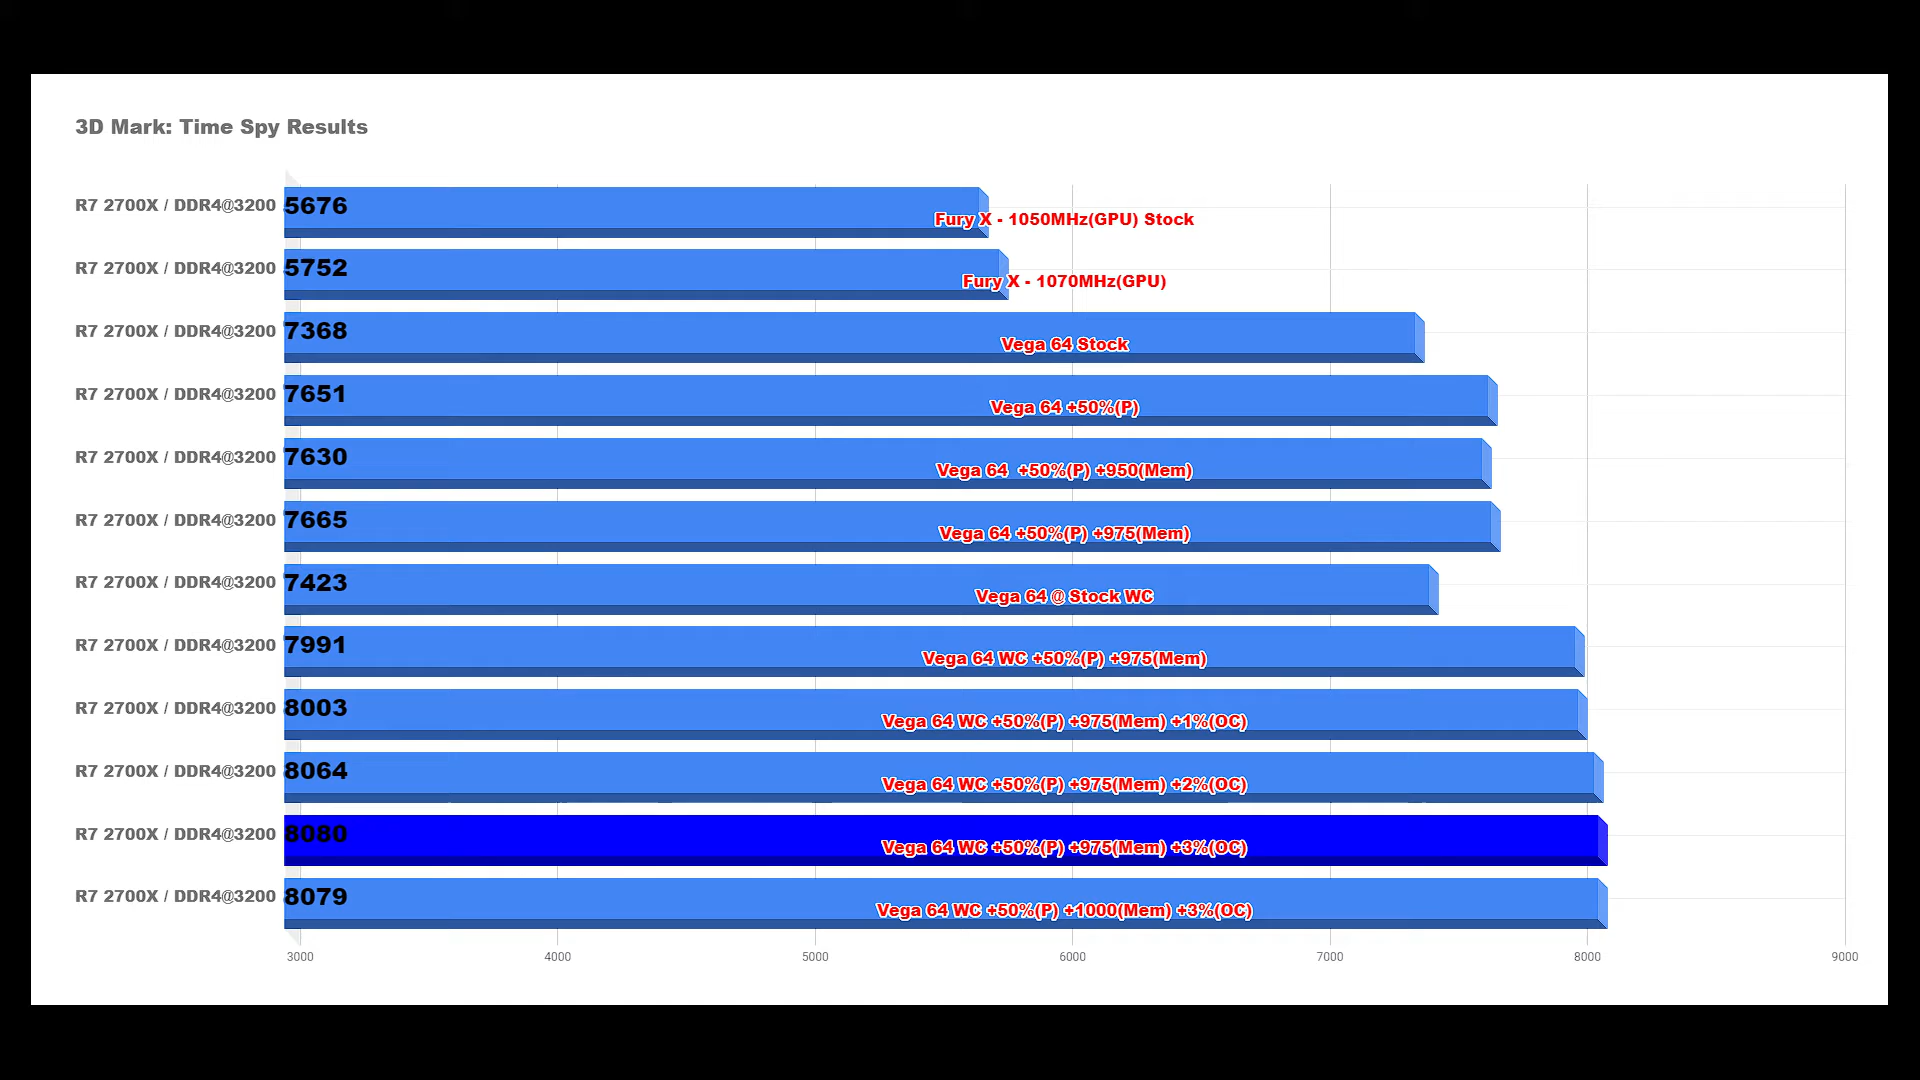 3D Mark: Time Spy Results
R7 2700X / DDR4@3200 5676 Fury X - 1050MHz(GPU) Stock
R7 2700X / DDR4@3200 5752 Fury X - 1070MHz(GPU)
R7 2700X / DDR4@3200 7368 Vega 64 Stock
R7 2700X / DDR4@3200 7651 Vega 64 +50%(P)
R7 2700X / DDR4@3200 7630 Vega 64  +50%(P) +950(Mem)
R7 2700X / DDR4@3200 7665 Vega 64 +50%(P) +975(Mem)
R7 2700X / DDR4@3200 7423 Vega 64 @ Stock WC
R7 2700X / DDR4@3200 7991 Vega 64 WC +50%(P) +975(Mem)
R7 2700X / DDR4@3200 8003 Vega 64 WC +50%(P) +975(Mem) +1%(OC)
R7 2700X / DDR4@3200 8064 Vega 64 WC +50%(P) +975(Mem) +2%(OC)
R7 2700X / DDR4@3200 8080 Vega 64 WC +50%(P) +975(Mem) +3%(OC)
R7 2700X / DDR4@3200 8079 Vega 64 WC +50%(P) +1000(Mem) +3%(OC)
3000 4000 5000 6000 7000 8000 9000